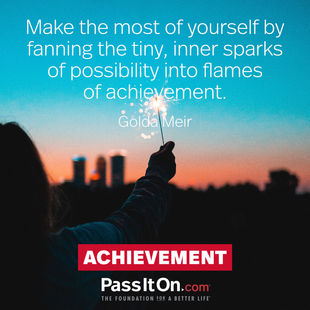 Make the most of yourself by
fanning the tiny, inner sparks
of possibility into flames
of achievement.
Golda Meir
ACHIEVEMENT
PassItOn.com®
THE FOUNDATION FOR A BETTER LIFE®